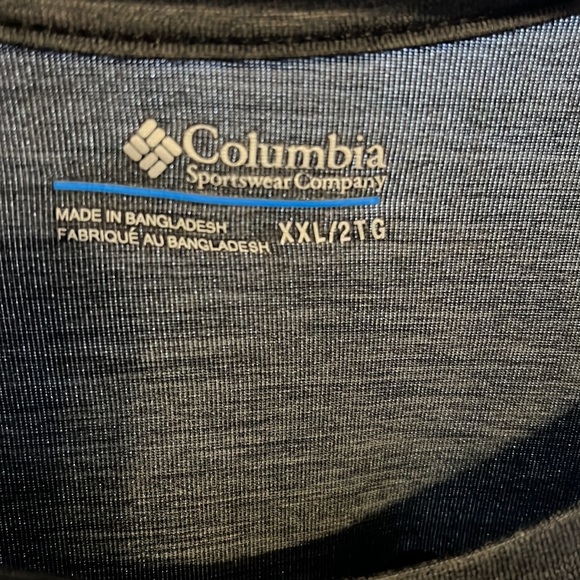 Columbia
Sportswear Company
MADE IN BANGLADESH
FABRIQUÉ AU BANGLADESH
XXL/2TG